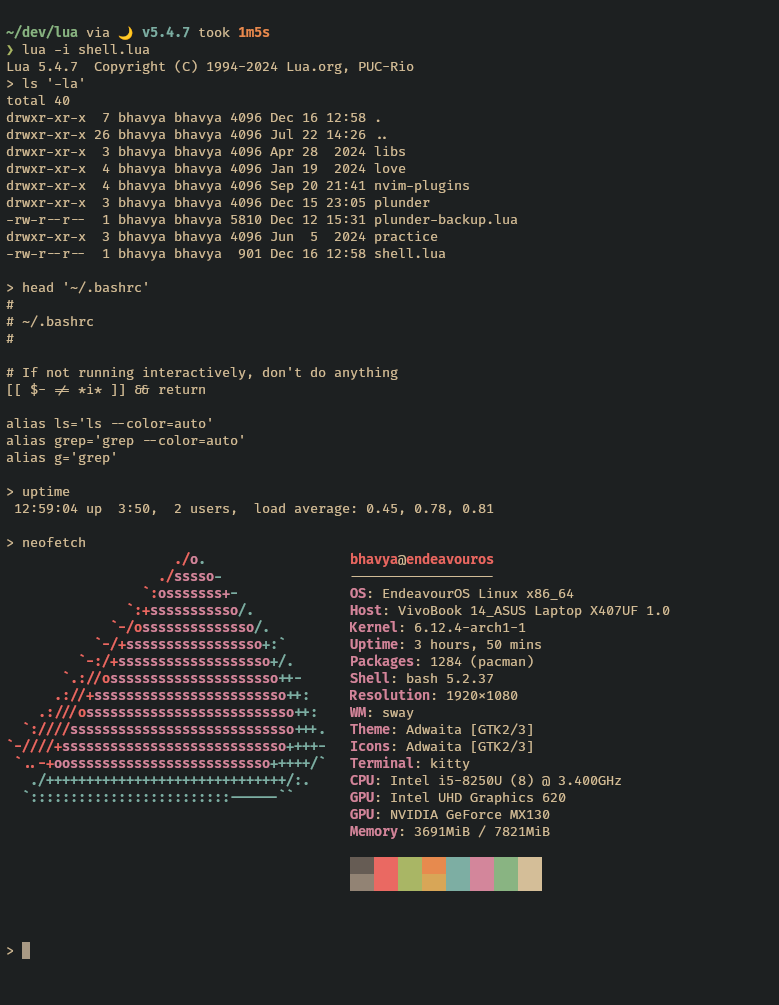 ~/dev/lua via 🌙 v5.4.7 took 1m5s
❯ lua -i shell.lua
Lua 5.4.7  Copyright (C) 1994-2024 Lua.org, PUC-Rio
> ls '-la'
total 40
drwxr-xr-x  7 bhavya bhavya 4096 Dec 16 12:58 .
drwxr-xr-x 26 bhavya bhavya 4096 Jul 22 14:26 ..
drwxr-xr-x  3 bhavya bhavya 4096 Apr 28  2024 libs
drwxr-xr-x  4 bhavya bhavya 4096 Jan 19  2024 love
drwxr-xr-x  4 bhavya bhavya 4096 Sep 20 21:41 nvim-plugins
drwxr-xr-x  3 bhavya bhavya 4096 Dec 15 23:05 plunder
-rw-r--r--  1 bhavya bhavya 5810 Dec 12 15:31 plunder-backup.lua
drwxr-xr-x  3 bhavya bhavya 4096 Jun  5  2024 practice
-rw-r--r--  1 bhavya bhavya  901 Dec 16 12:58 shell.lua

> head '~/.bashrc'
#
# ~/.bashrc
#

# If not running interactively, don't do anything
[[ $- != *i* ]] && return

alias ls='ls --color=auto'
alias grep='grep --color=auto'
alias g='grep'

> uptime
 12:59:04 up  3:50,  2 users,  load average: 0.45, 0.78, 0.81

> neofetch
                     ./o.                  bhavya@endeavouros
                   ./sssso-                ------------------
                 `:osssssss+-              OS: EndeavourOS Linux x86_64
               `:+sssssssssso/.            Host: VivoBook 14_ASUS Laptop X407UF 1.0
             `-/ossssssssssssso/.          Kernel: 6.12.4-arch1-1
           `-/+sssssssssssssssso+:`        Uptime: 3 hours, 50 mins
         `-:/+sssssssssssssssssso+/.       Packages: 1284 (pacman)
       `.://osssssssssssssssssssso++-      Shell: bash 5.2.37
      .://+ssssssssssssssssssssssso++:     Resolution: 1920x1080
    .:///ossssssssssssssssssssssssso++:    WM: sway
  `:////ssssssssssssssssssssssssssso+++.   Theme: Adwaita [GTK2/3]
`-////+ssssssssssssssssssssssssssso++++-   Icons: Adwaita [GTK2/3]
 `..-+oosssssssssssssssssssssssso+++++/`   Terminal: kitty
   ./++++++++++++++++++++++++++++++/:.     CPU: Intel i5-8250U (8) @ 3.400GHz
  `:::::::::::::::::::::::::------``       GPU: Intel UHD Graphics 620
                                           GPU: NVIDIA GeForce MX130
                                           Memory: 3691MiB / 7821MiB

>